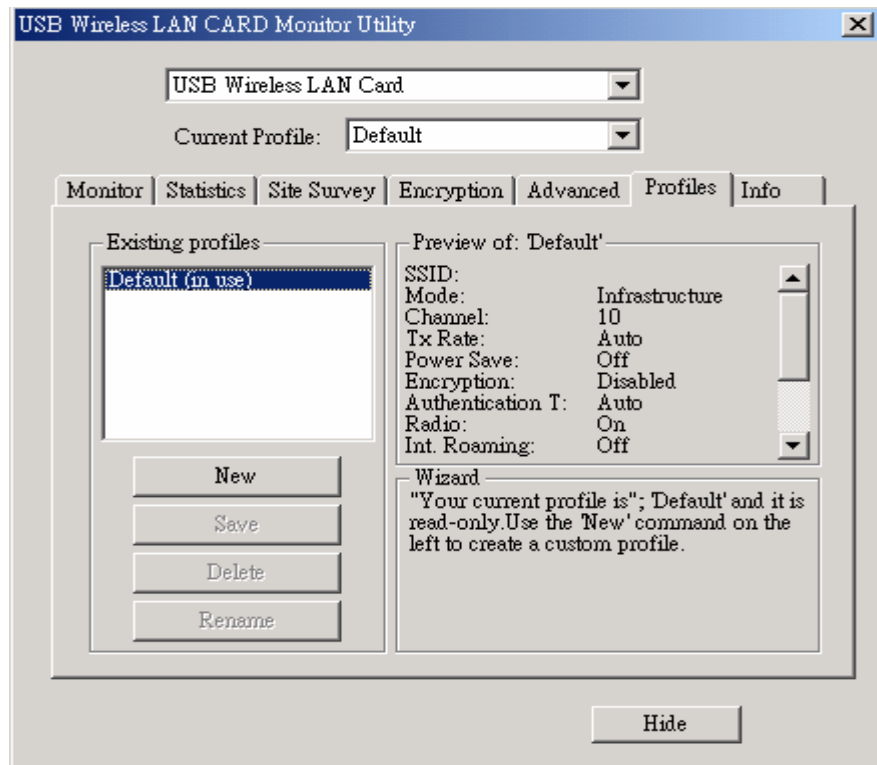 USB Wireless LAN CARD Monitor Utility
USB Wireless LAN Card
Current Profile: Default
Monitor Statistics Site Survey Encryption Advanced Profiles Info
Existing profiles
Default (in use)
New
Save
Delete
Rename
Preview of: 'Default'
SSID:
Mode: Infrastructure
Channel: 10
Tx Rate: Auto
Power Save: Off
Encryption: Disabled
Authentication T: Auto
Radio: On
Int. Roaming: Off
Wizard
"Your current profile is"; 'Default' and it is
read-only.Use the 'New' command on the
left to create a custom profile.
Hide